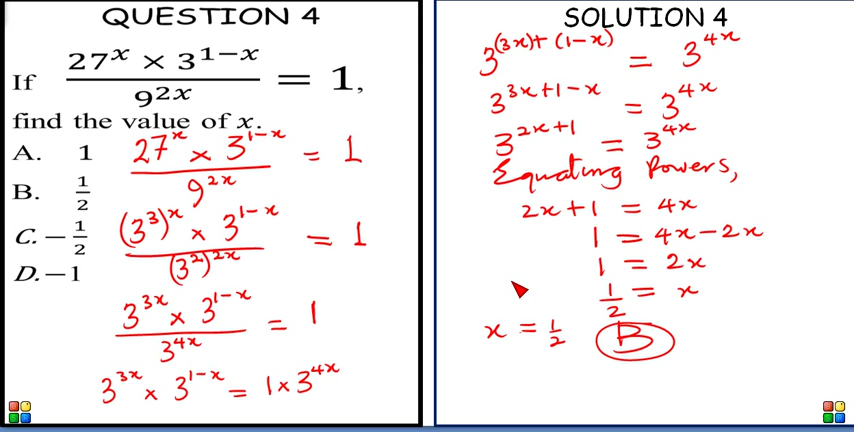 QUESTION 4
If 27^x × 3^{1−x} / 9^{2x} = 1,
find the value of x.
A. 1
B. 1/2
C. −1/2
D. −1
27^x × 3^{1−x} / 9^{2x} = 1
(3^3)^x × 3^{1−x} / (3^2)^{2x} = 1
3^{3x} × 3^{1−x} / 3^{4x} = 1
3^{3x} × 3^{1−x} = 1 × 3^{4x}
SOLUTION 4
3^{(3x)+(1−x)} = 3^{4x}
3^{3x+1−x} = 3^{4x}
3^{2x+1} = 3^{4x}
Equating Powers,
2x+1 = 4x
1 = 4x−2x
1 = 2x
1/2 = x
x = 1/2 B